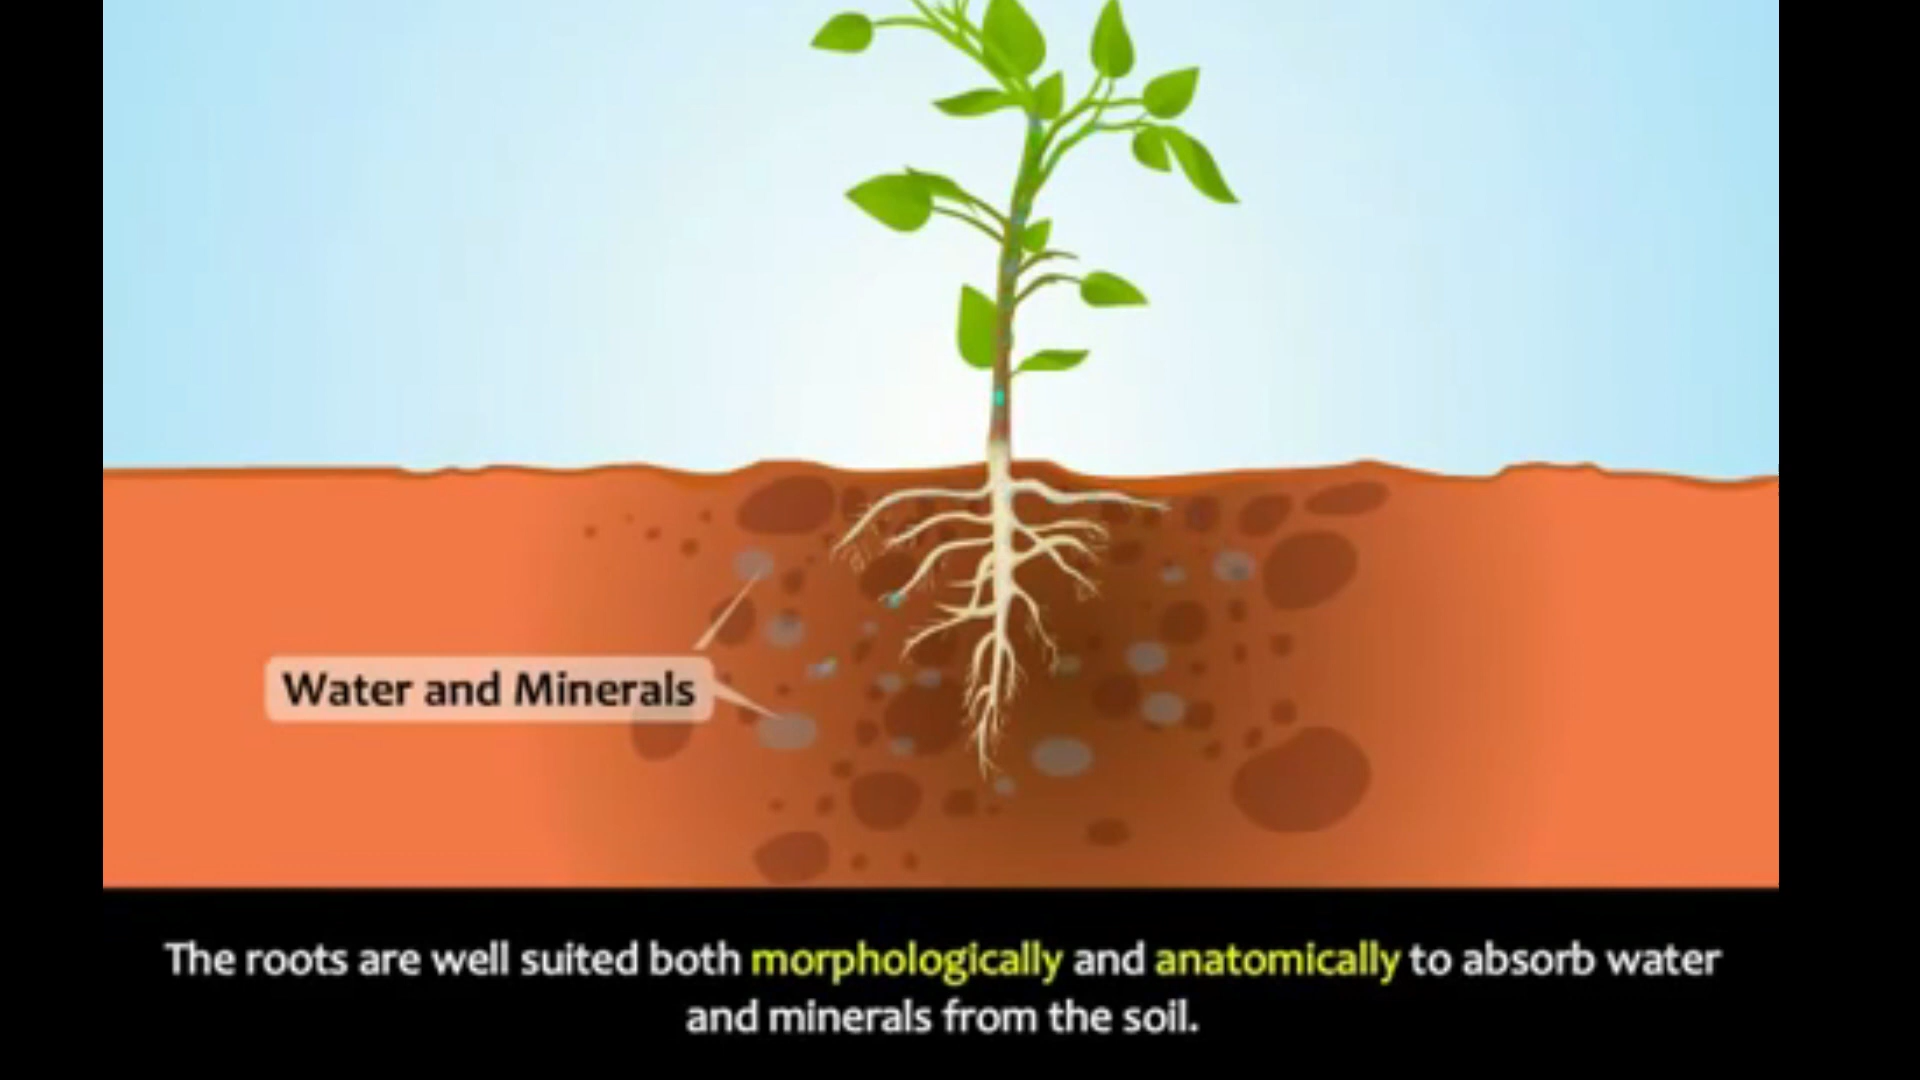 Water and Minerals
The roots are well suited both morphologically and anatomically to absorb water
and minerals from the soil.